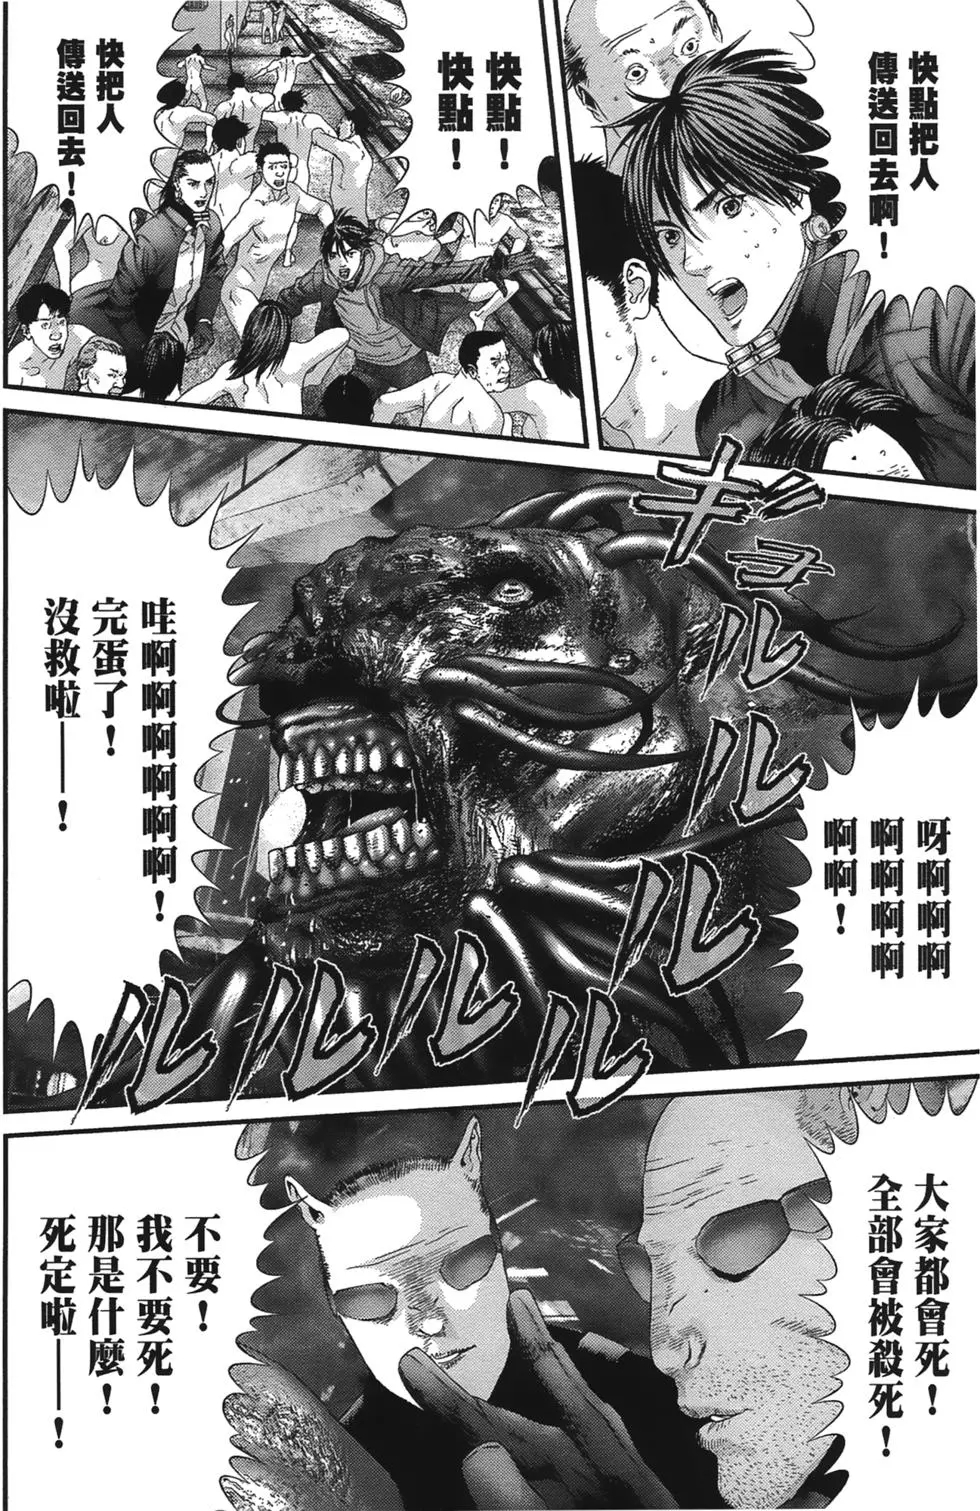 快點把人
傳送回去啊！
快點！
快點！
快把人
傳送回去！
ギョルルルルルルルル
呀啊啊啊
啊啊啊啊
啊啊！
哇啊啊啊啊啊啊！
完蛋了！
沒救啦——！
大家都會死！
全部會被殺死！
不要！
我不要死！
那是什麼！
死定啦——！